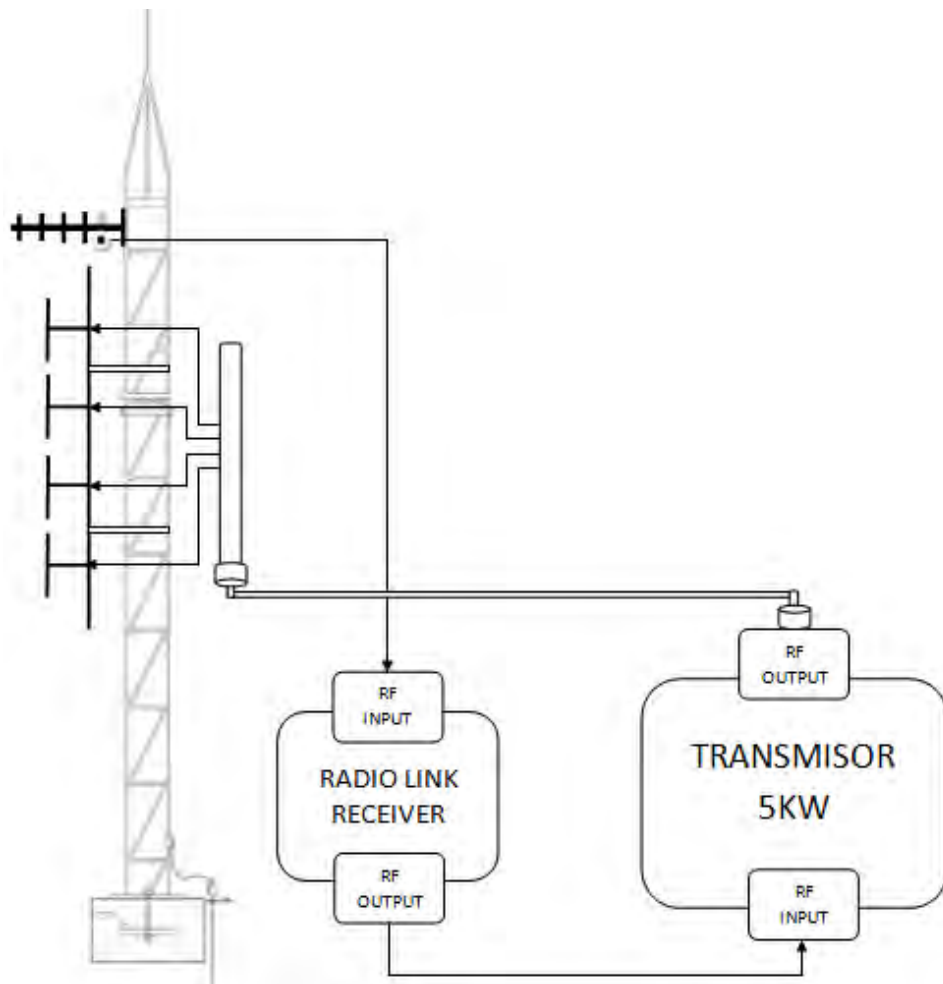 RF
INPUT
RADIO LINK
RECEIVER
RF
OUTPUT
RF
OUTPUT
TRANSMISOR
5KW
RF
INPUT